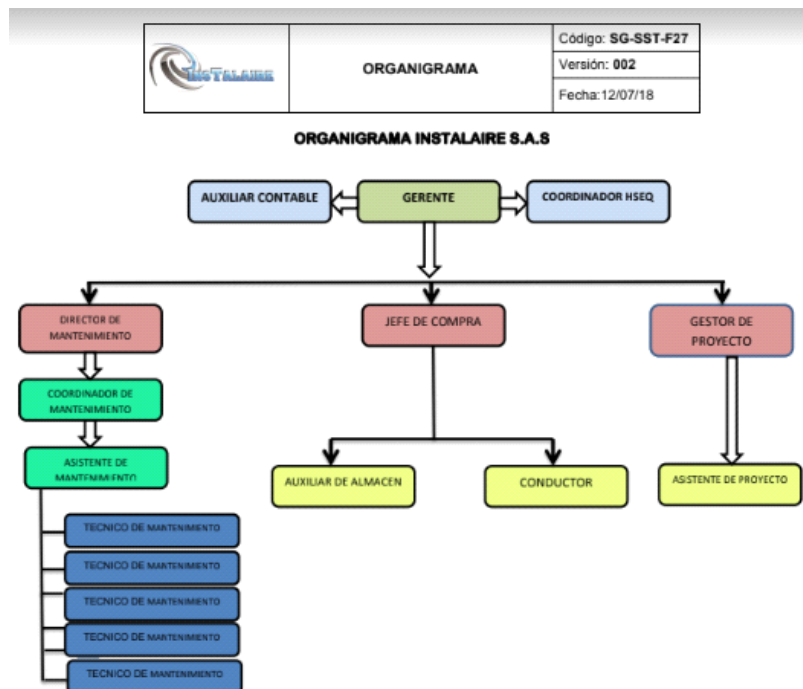 INSTALAIRE
ORGANIGRAMA
Código: SG-SST-F27
Versión: 002
Fecha:12/07/18
ORGANIGRAMA INSTALAIRE S.A.S
AUXILIAR CONTABLE
GERENTE
COORDINADOR HSEQ
DIRECTOR DE
MANTENIMIENTO
JEFE DE COMPRA
GESTOR DE
PROYECTO
COORDINADOR DE
MANTENIMIENTO
ASISTENTE DE
MANTENIMIENTO
AUXILIAR DE ALMACEN
CONDUCTOR
ASISTENTE DE PROYECTO
TECNICO DE MANTENIMIENTO
TECNICO DE MANTENIMIENTO
TECNICO DE MANTENIMIENTO
TECNICO DE MANTENIMIENTO
TECNICO DE MANTENIMIENTO